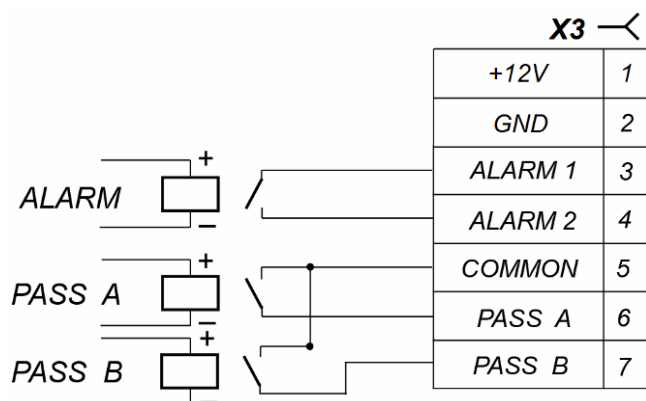 X3
+12V 1
GND 2
ALARM 1 3
ALARM 2 4
COMMON 5
PASS A 6
PASS B 7
+
ALARM
−
+
PASS A
−
+
PASS B
−